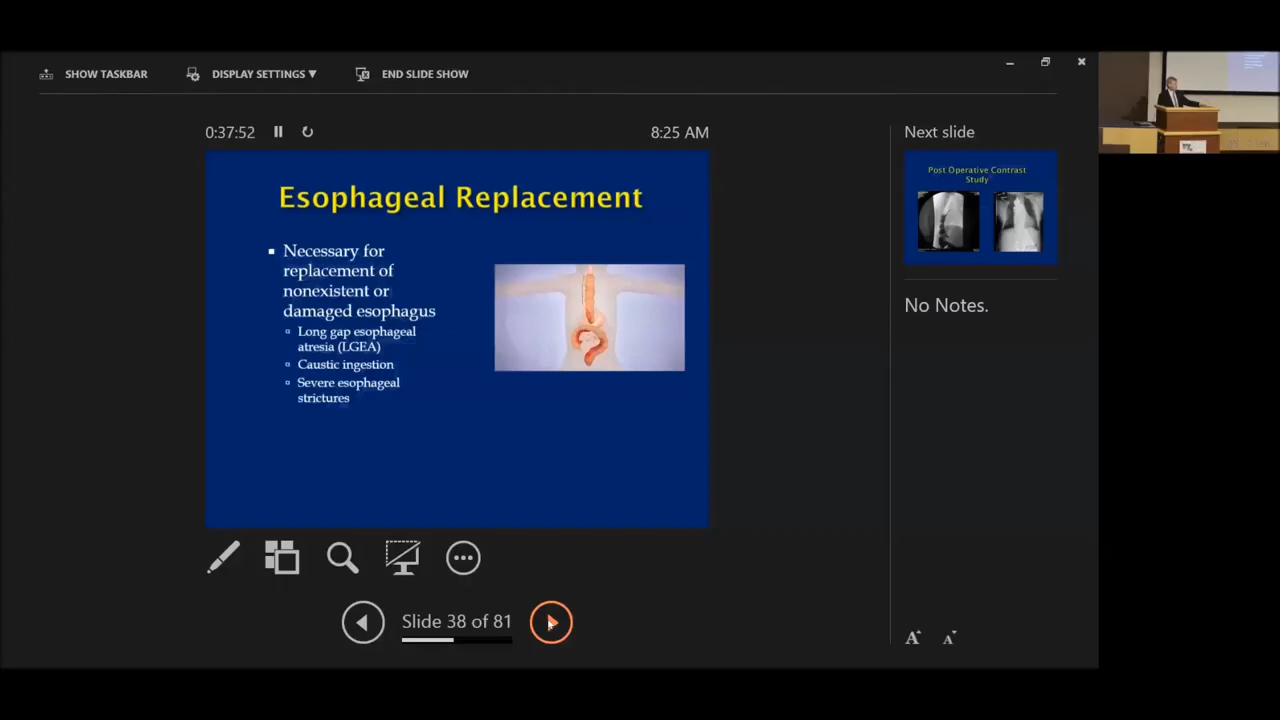 SHOW TASKBAR
DISPLAY SETTINGS ▼
END SLIDE SHOW
0:37:52
8:25 AM
Esophageal Replacement
▪ Necessary for
replacement of
nonexistent or
damaged esophagus
▫ Long gap esophageal
atresia (LGEA)
▫ Caustic ingestion
▫ Severe esophageal
strictures
Slide 38 of 81
Next slide
Post Operative Contrast
Study
No Notes.
A A